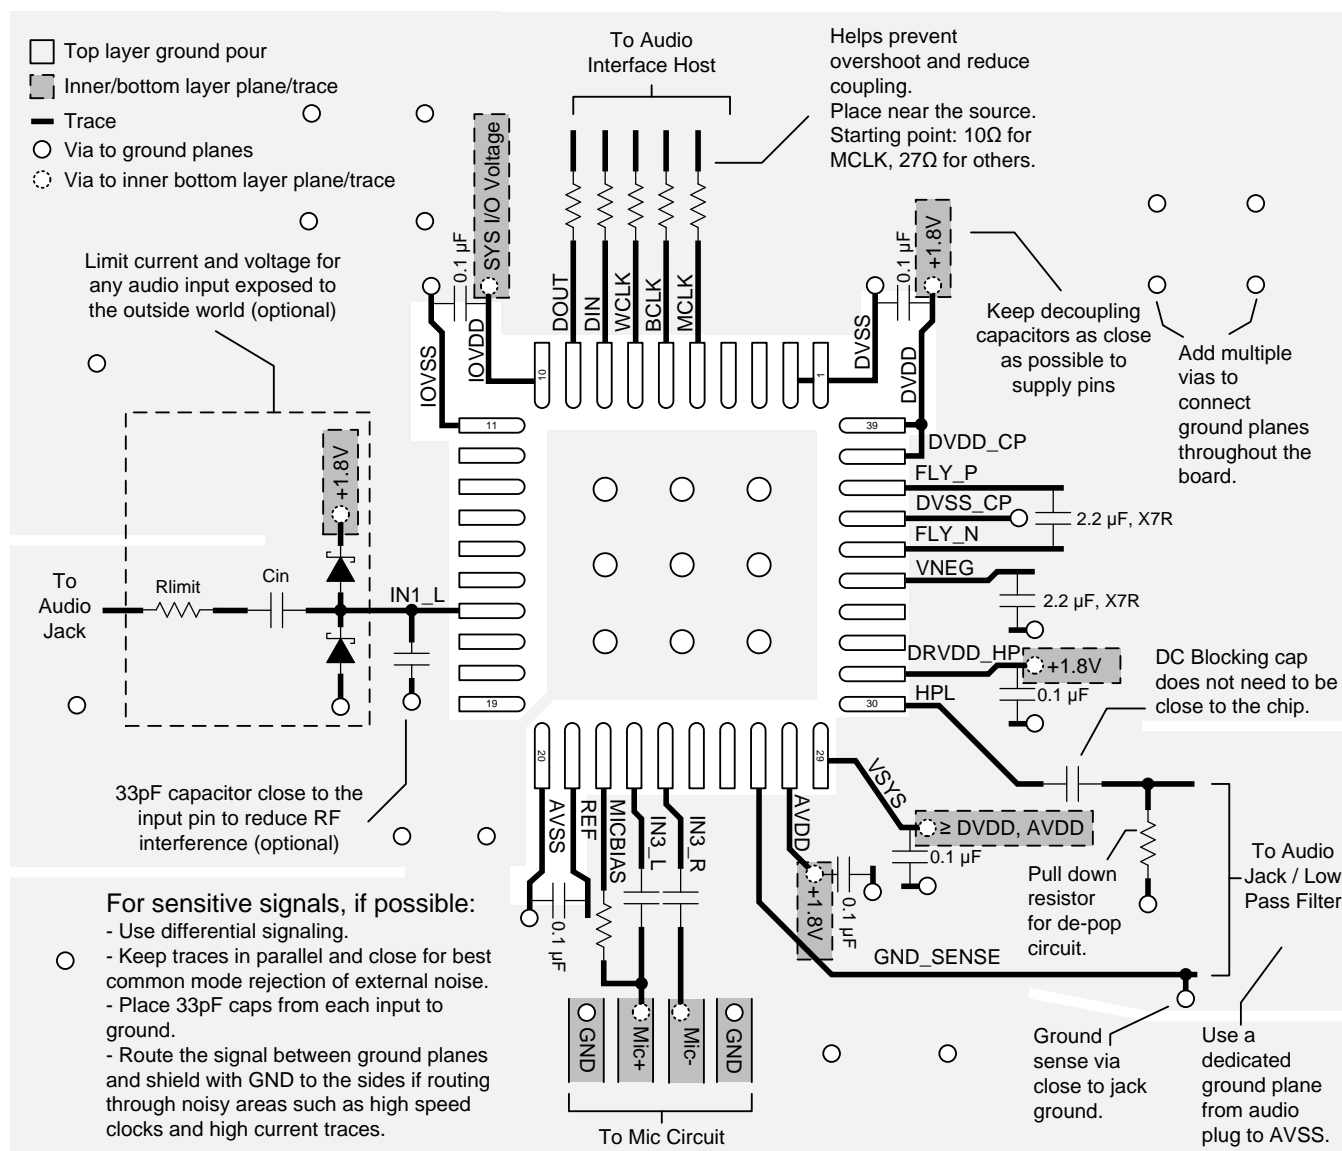 Top layer ground pour
Inner/bottom layer plane/trace
Trace
Via to ground planes
Via to inner bottom layer plane/trace
To Audio
Interface Host
Helps prevent
overshoot and reduce
coupling.
Place near the source.
Starting point: 10Ω for
MCLK, 27Ω for others.
Limit current and voltage for
any audio input exposed to
the outside world (optional)
SYS I/O Voltage
0.1 µF
IOVSS
IOVDD
DOUT
DIN
WCLK
BCLK
MCLK
DVSS
0.1 µF
+1.8V
DVDD
Keep decoupling
capacitors as close
as possible to
supply pins
Add multiple
vias to
connect
ground planes
throughout the
board.
10
1
11
39
DVDD_CP
FLY_P
DVSS_CP
FLY_N
2.2 µF, X7R
VNEG
2.2 µF, X7R
DRVDD_HP
+1.8V
0.1 µF
HPL
30
DC Blocking cap
does not need to be
close to the chip.
+1.8V
To
Audio
Jack
Rlimit
Cin
IN1_L
19
20
29
33pF capacitor close to the
input pin to reduce RF
interference (optional)
AVSS
REF
MICBIAS
IN3_L
IN3_R
AVDD
VSYS
≥ DVDD, AVDD
0.1 µF
0.1 µF
+1.8V
0.1 µF
Pull down
resistor
for de-pop
circuit.
To Audio
Jack / Low
Pass Filter
GND_SENSE
For sensitive signals, if possible:
- Use differential signaling.
- Keep traces in parallel and close for best
common mode rejection of external noise.
- Place 33pF caps from each input to
ground.
- Route the signal between ground planes
and shield with GND to the sides if routing
through noisy areas such as high speed
clocks and high current traces.
GND
Mic+
Mic-
GND
To Mic Circuit
Ground
sense via
close to jack
ground.
Use a
dedicated
ground plane
from audio
plug to AVSS.